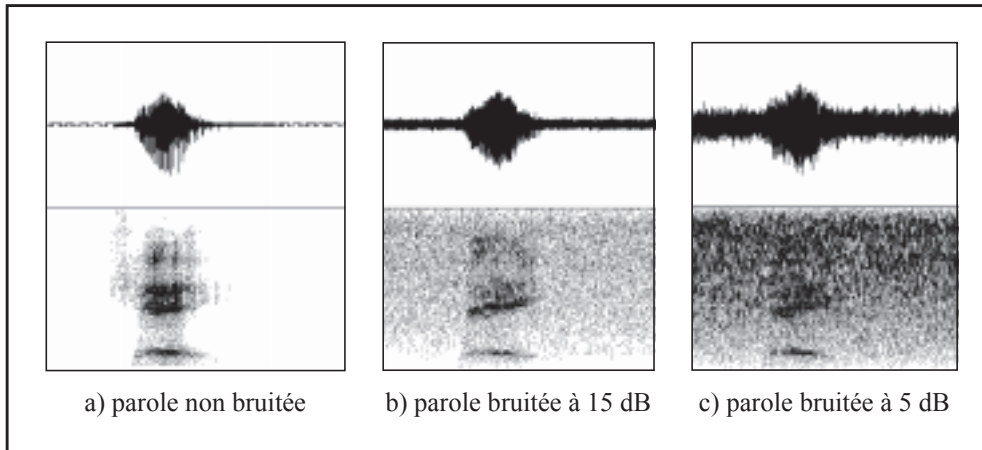 a) parole non bruitée
b) parole bruitée à 15 dB
c) parole bruitée à 5 dB